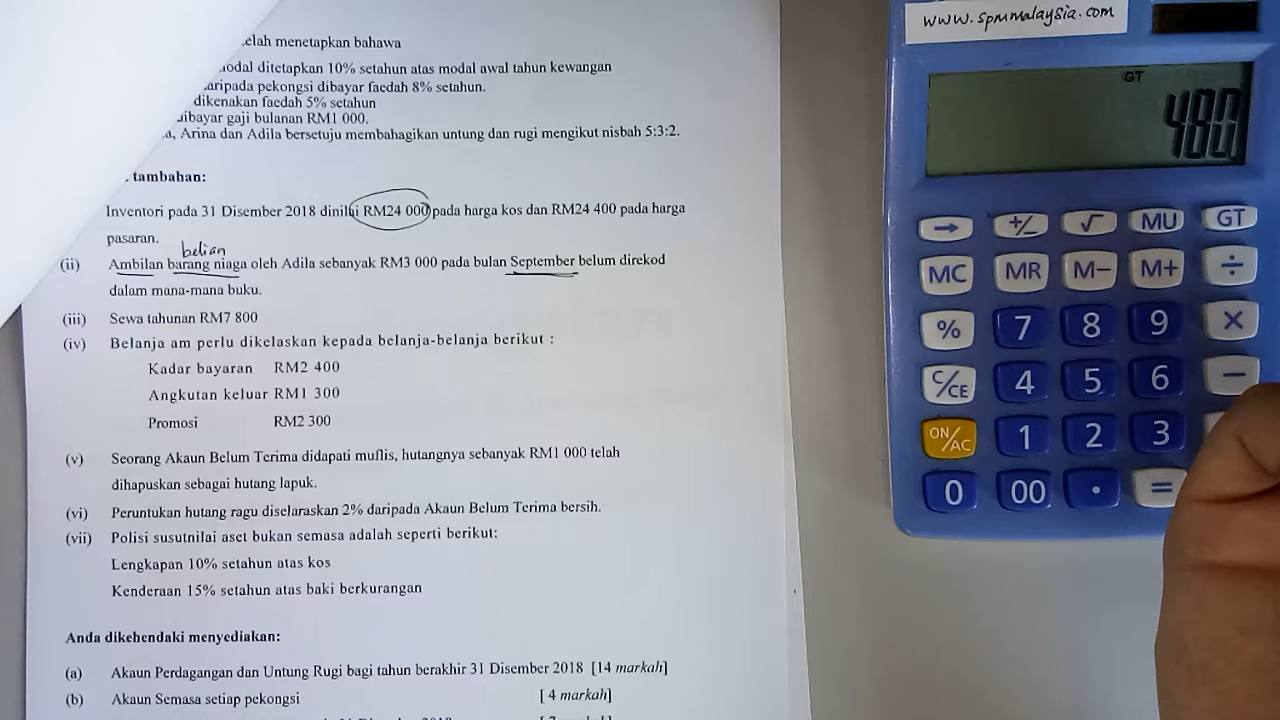 www.spmmalaysia.com
GT
480
elah menetapkan bahawa
odal ditetapkan 10% setahun atas modal awal tahun kewangan
aripada pekongsi dibayar faedah 8% setahun.
dikenakan faedah 5% setahun
dibayar gaji bulanan RM1 000.
a, Arina dan Adila bersetuju membahagikan untung dan rugi mengikut nisbah 5:3:2.
tambahan:
Inventori pada 31 Disember 2018 dinilai RM24 000 pada harga kos dan RM24 400 pada harga
pasaran.
belian
(ii) Ambilan barang niaga oleh Adila sebanyak RM3 000 pada bulan September belum direkod
dalam mana-mana buku.
(iii) Sewa tahunan RM7 800
(iv) Belanja am perlu dikelaskan kepada belanja-belanja berikut :
Kadar bayaran RM2 400
Angkutan keluar RM1 300
Promosi RM2 300
(v) Seorang Akaun Belum Terima didapati muflis, hutangnya sebanyak RM1 000 telah
dihapuskan sebagai hutang lapuk.
(vi) Peruntukan hutang ragu diselaraskan 2% daripada Akaun Belum Terima bersih.
(vii) Polisi susutnilai aset bukan semasa adalah seperti berikut:
Lengkapan 10% setahun atas kos
Kenderaan 15% setahun atas baki berkurangan
Anda dikehendaki menyediakan:
(a) Akaun Perdagangan dan Untung Rugi bagi tahun berakhir 31 Disember 2018 [14 markah]
(b) Akaun Semasa setiap pekongsi [ 4 markah]
→ +/− √ MU GT
MC MR M− M+ ÷
% 7 8 9 ×
C/CE 4 5 6 −
ON/AC 1 2 3
0 00 . =